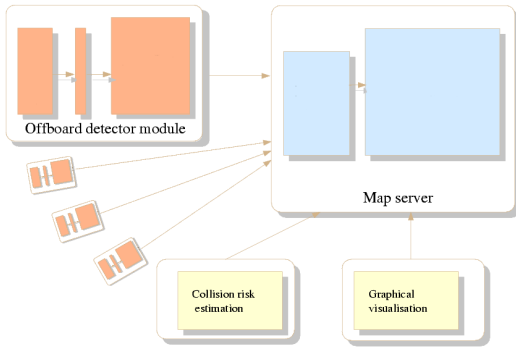 Offboard detector module
Map server
Collision risk
estimation
Graphical
visualisation